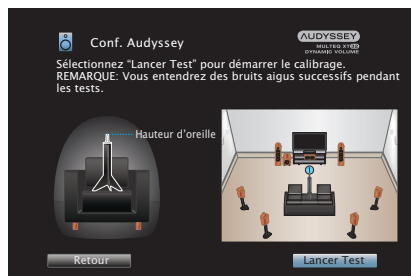 Conf. Audyssey
AUDYSSEY
MULTEQ XT32
DYNAMIC VOLUME
Sélectionnez “Lancer Test” pour démarrer le calibrage.
REMARQUE: Vous entendrez des bruits aigus successifs pendant
les tests.
Hauteur d’oreille
Retour
Lancer Test